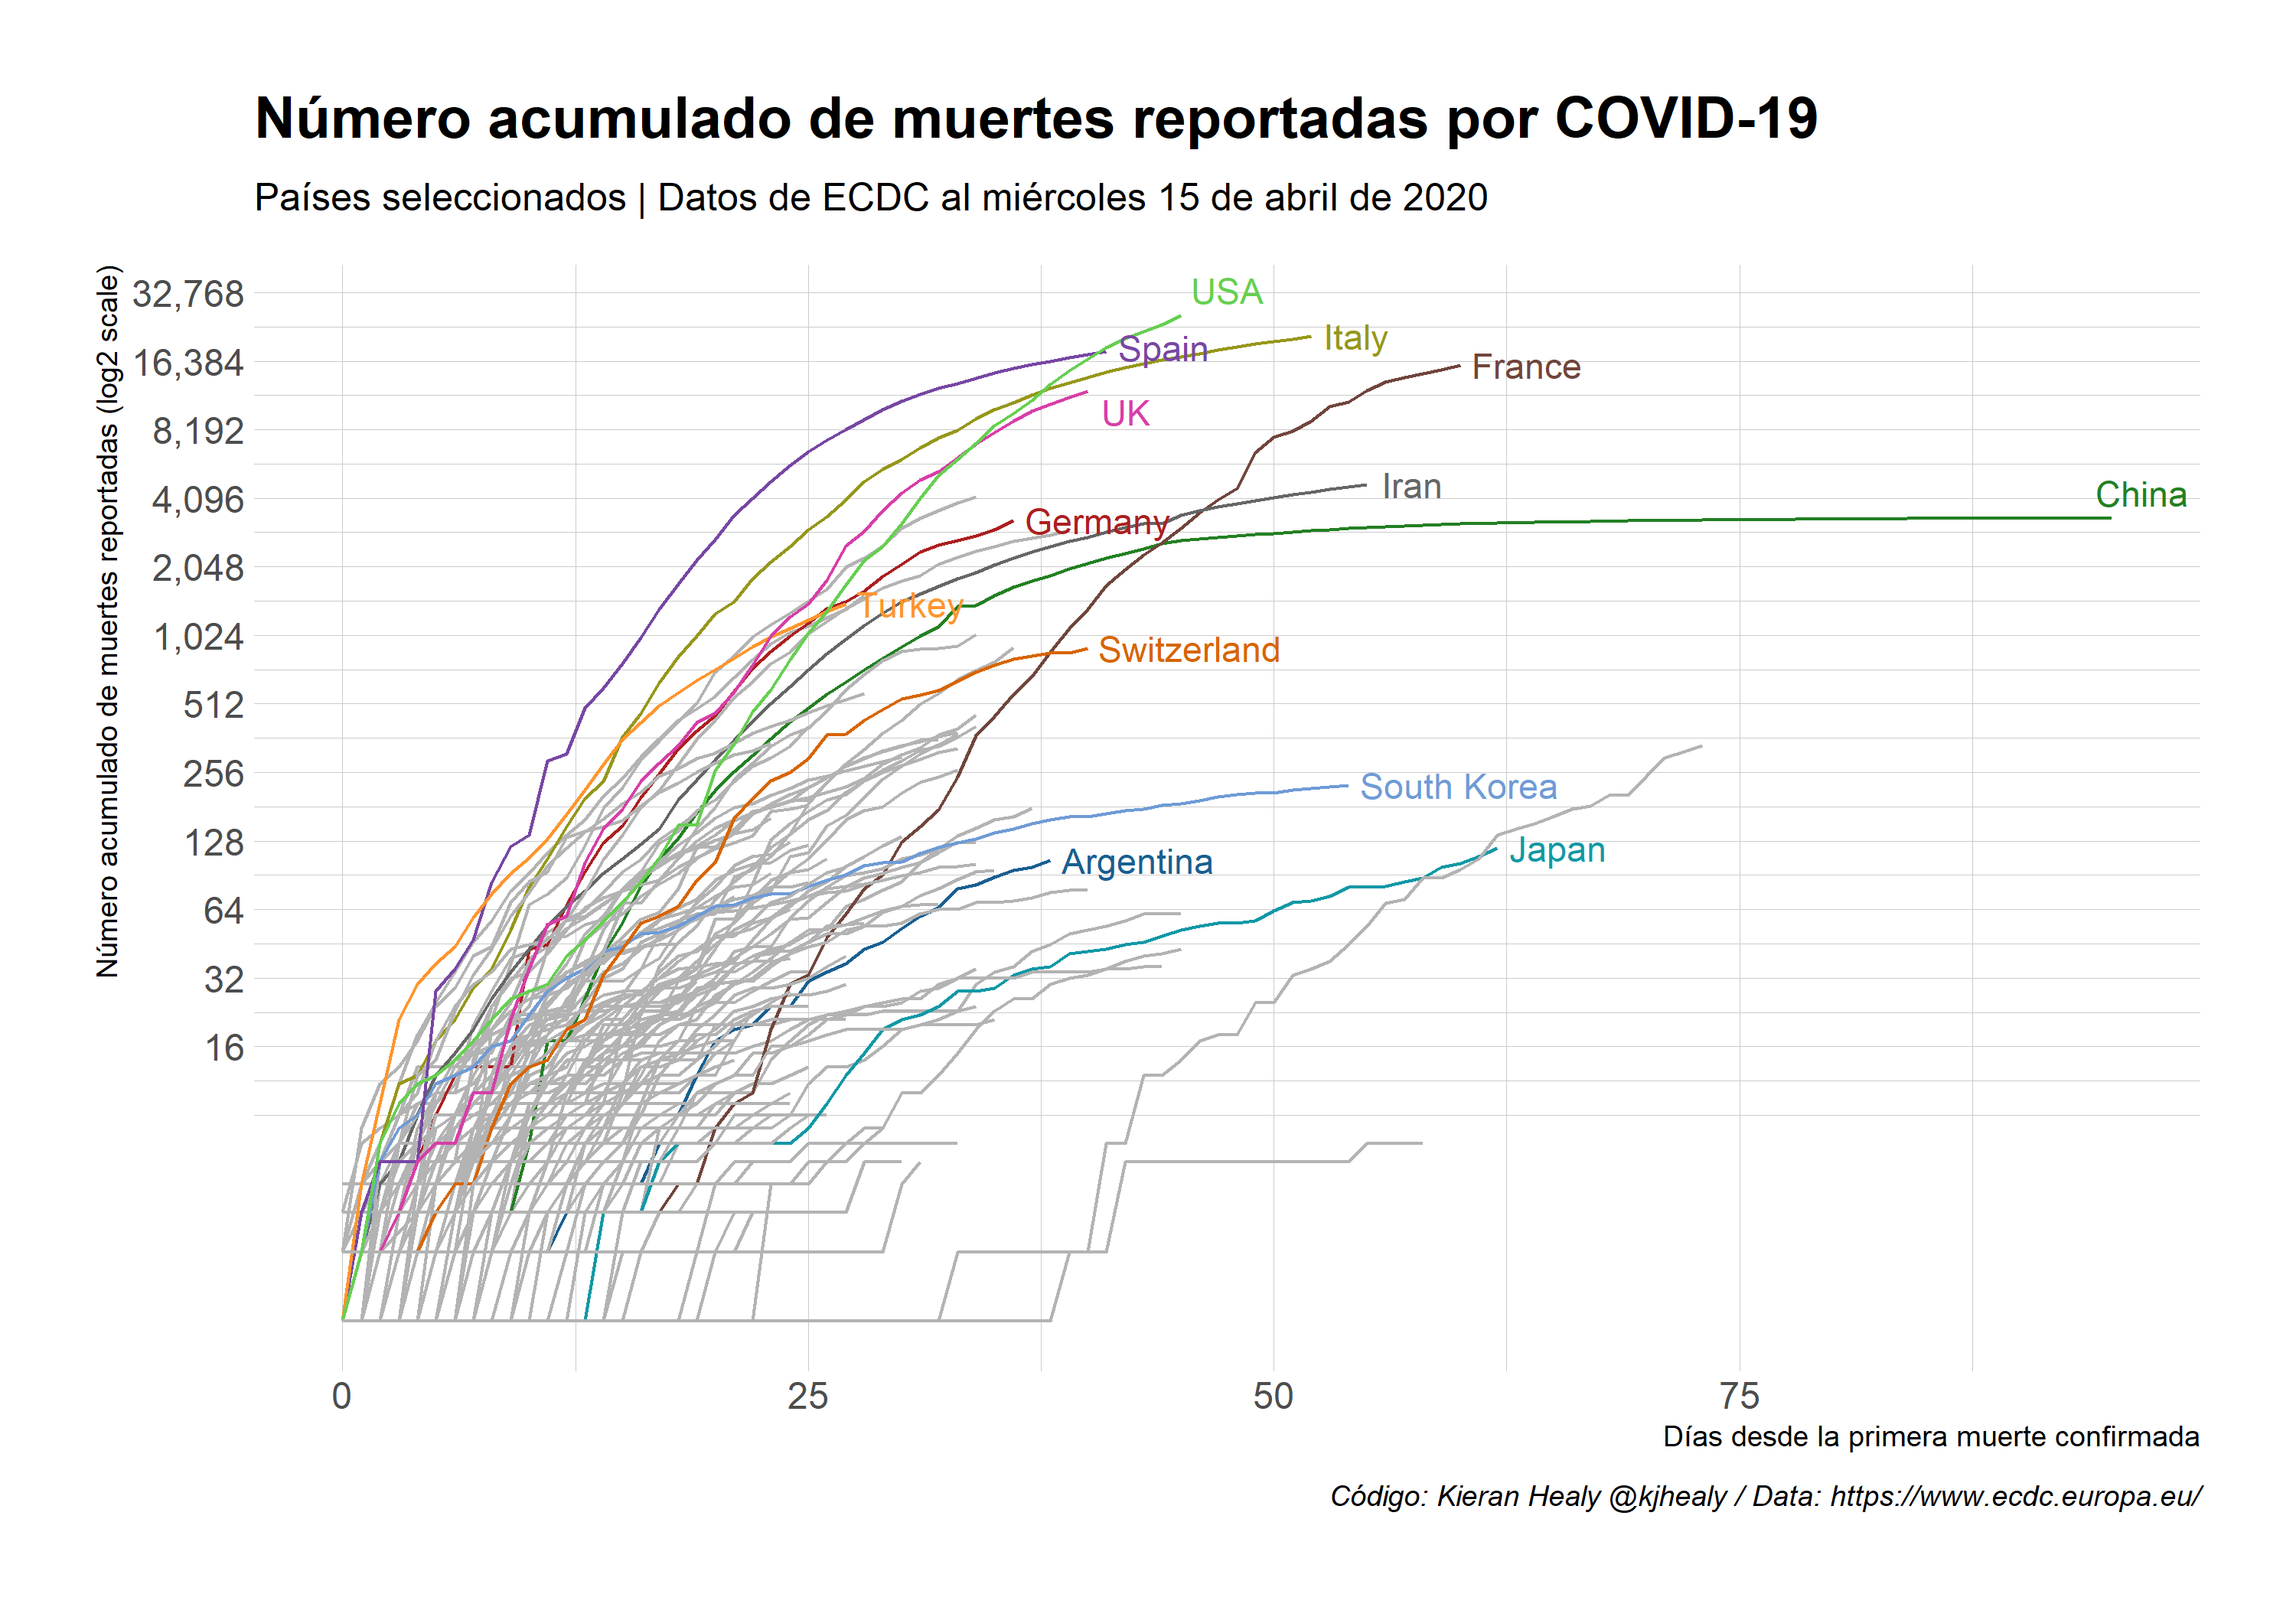 Número acumulado de muertes reportadas por COVID-19
Países seleccionados | Datos de ECDC al miércoles 15 de abril de 2020
Número acumulado de muertes reportadas (log2 scale)
32,768
16,384
8,192
4,096
2,048
1,024
512
256
128
64
32
16
USA
Italy
Spain
France
UK
Iran
China
Germany
Turkey
Switzerland
South Korea
Japan
Argentina
0
25
50
75
Días desde la primera muerte confirmada
Código: Kieran Healy @kjhealy / Data: https://www.ecdc.europa.eu/